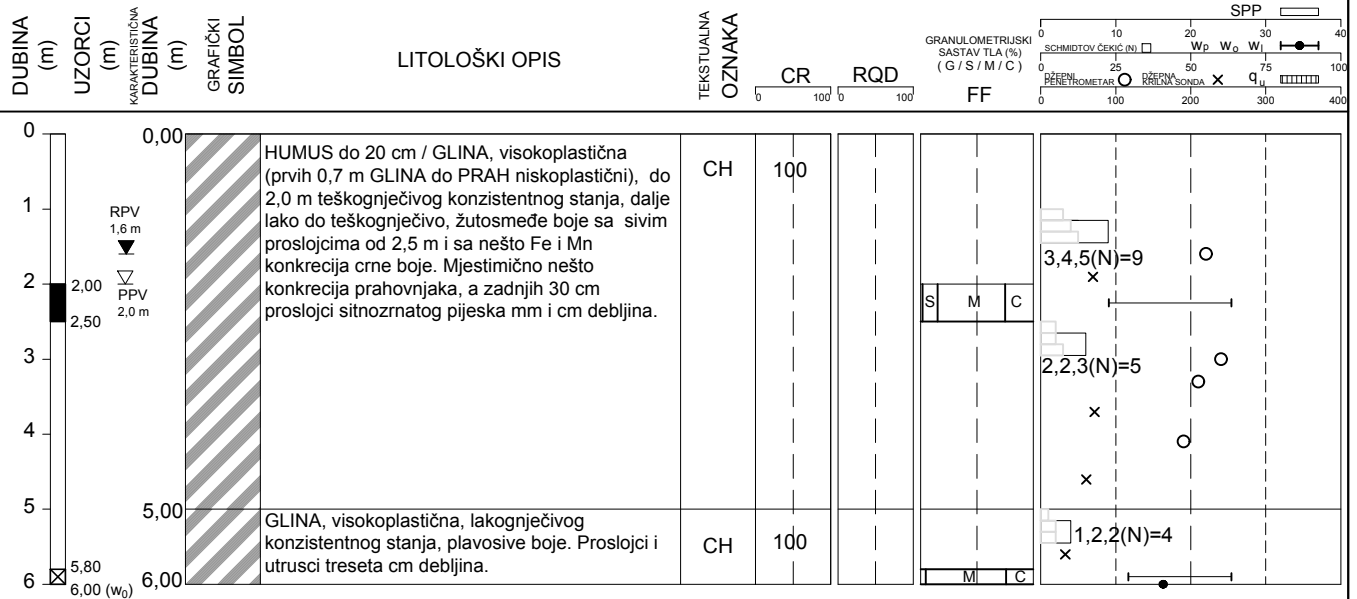 DUBINA (m)
UZORCI (m)
KARAKTERISTIČNA DUBINA (m)
GRAFIČKI SIMBOL
LITOLOŠKI OPIS
TEKSTUALNA OZNAKA
CR
0 100
RQD
0 100
GRANULOMETRIJSKI
SASTAV TLA (%)
( G / S / M / C )
FF
SPP
0 10 20 30 40
SCHMIDTOV ČEKIĆ (N) wP wo wl
0 25 50 75 100
DŽEPNI PENETROMETAR DŽEPNA KRILNA SONDA qu
0 100 200 300 400
0
1
2
3
4
5
6
RPV
1,6 m
PPV
2,0 m
2,00
2,50
5,80
6,00 (w0)
0,00
5,00
6,00
HUMUS do 20 cm / GLINA, visokoplastična
(prvih 0,7 m GLINA do PRAH niskoplastični), do
2,0 m teškognječivog konzistentnog stanja, dalje
lako do teškognječivo, žutosmeđe boje sa sivim
proslojcima od 2,5 m i sa nešto Fe i Mn
konkrecija crne boje. Mjestimično nešto
konkrecija prahovnjaka, a zadnjih 30 cm
proslojci sitnozrnatog pijeska mm i cm debljina.
CH
100
S M C
3,4,5(N)=9
2,2,3(N)=5
GLINA, visokoplastična, lakognječivog
konzistentnog stanja, plavosive boje. Proslojci i
utrusci treseta cm debljina.
CH
100
M C
1,2,2(N)=4